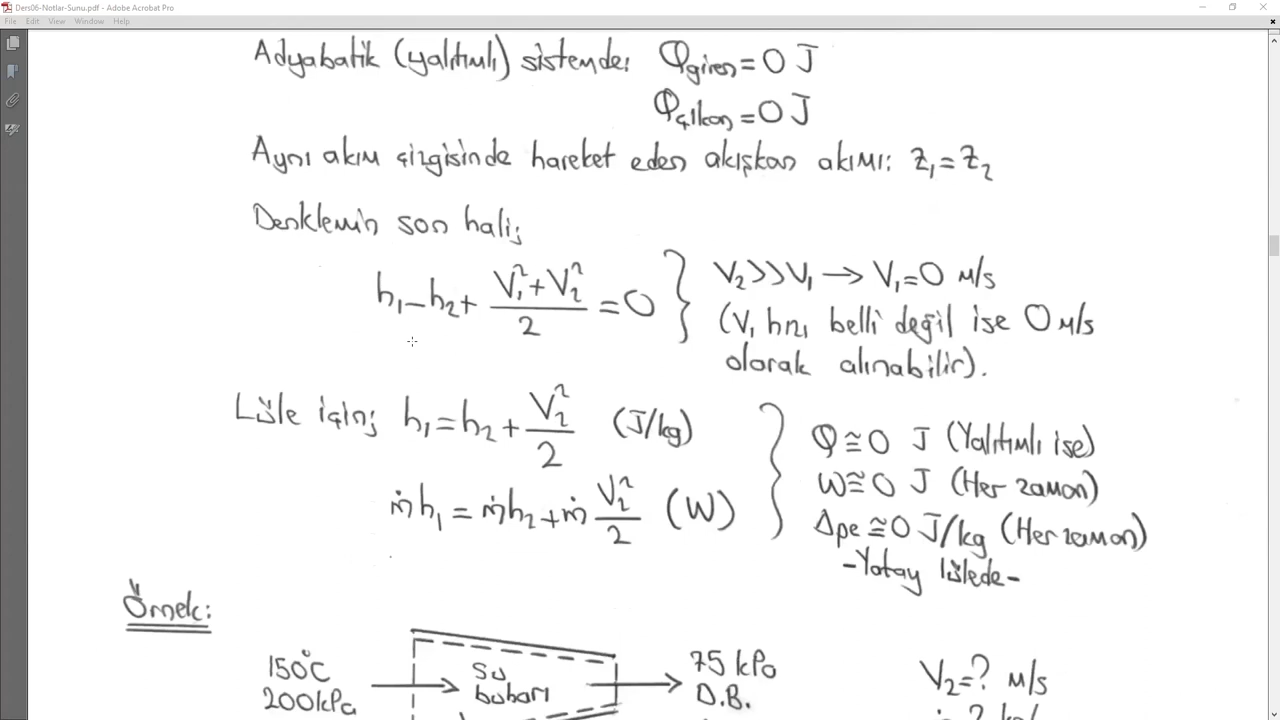 Ders06-Notlar-Sunu.pdf - Adobe Acrobat Pro
File Edit View Window Help
Adyabatik (yalıtımlı) sistemde; Qgiren = 0 J
Qçıkan = 0 J
Aynı akım çizgisinde hareket eden akışkan akımı; z₁ = z₂
Denklemin son hali;
h₁ - h₂ + (V₁² + V₂²)/2 = 0 } V₂ >> V₁ → V₁ = 0 m/s
(V₁ hızı belli değil ise 0 m/s
olarak alınabilir).
Lüle için; h₁ = h₂ + V₂²/2 (J/kg)
ṁh₁ = ṁh₂ + ṁ V₂²/2 (W)
} Q ≅ 0 J (Yalıtımlı ise)
W ≅ 0 J (Her zaman)
Δpe ≅ 0 J/kg (Her zaman)
-Yatay lülede-
Örnek:
150°C
200kPa
Su
buharı
75 kPa
D.B.
V₂ = ? m/s